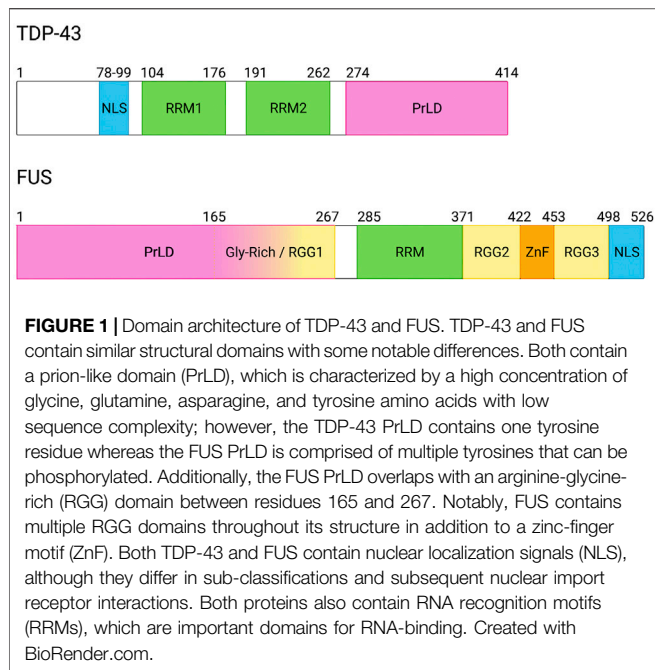 TDP-43
1 78-99 104 176 191 262 274 414
NLS RRM1 RRM2 PrLD
FUS
1 165 267 285 371 422 453 498 526
PrLD Gly-Rich / RGG1 RRM RGG2 ZnF RGG3 NLS
FIGURE 1 | Domain architecture of TDP-43 and FUS. TDP-43 and FUS
contain similar structural domains with some notable differences. Both contain
a prion-like domain (PrLD), which is characterized by a high concentration of
glycine, glutamine, asparagine, and tyrosine amino acids with low
sequence complexity; however, the TDP-43 PrLD contains one tyrosine
residue whereas the FUS PrLD is comprised of multiple tyrosines that can be
phosphorylated. Additionally, the FUS PrLD overlaps with an arginine-glycine-
rich (RGG) domain between residues 165 and 267. Notably, FUS contains
multiple RGG domains throughout its structure in addition to a zinc-finger
motif (ZnF). Both TDP-43 and FUS contain nuclear localization signals (NLS),
although they differ in sub-classifications and subsequent nuclear import
receptor interactions. Both proteins also contain RNA recognition motifs
(RRMs), which are important domains for RNA-binding. Created with
BioRender.com.